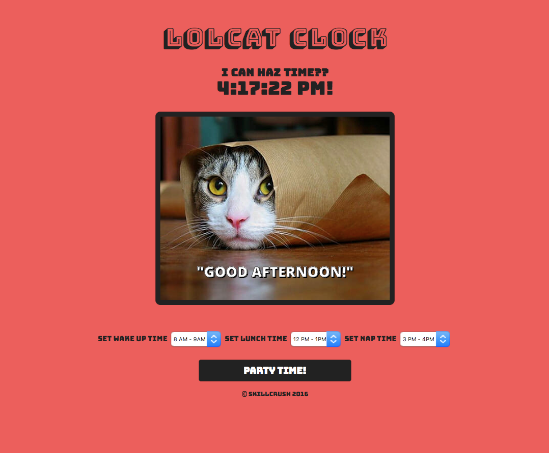 LOLCAT CLOCK
I CAN HAZ TIME??
4:17:22 PM!
"GOOD AFTERNOON!"
SET WAKE UP TIME 8 AM - 9AM SET LUNCH TIME 12 PM - 1PM SET NAP TIME 3 PM - 4PM
PARTY TIME!
© SKILLCRUSH 2016